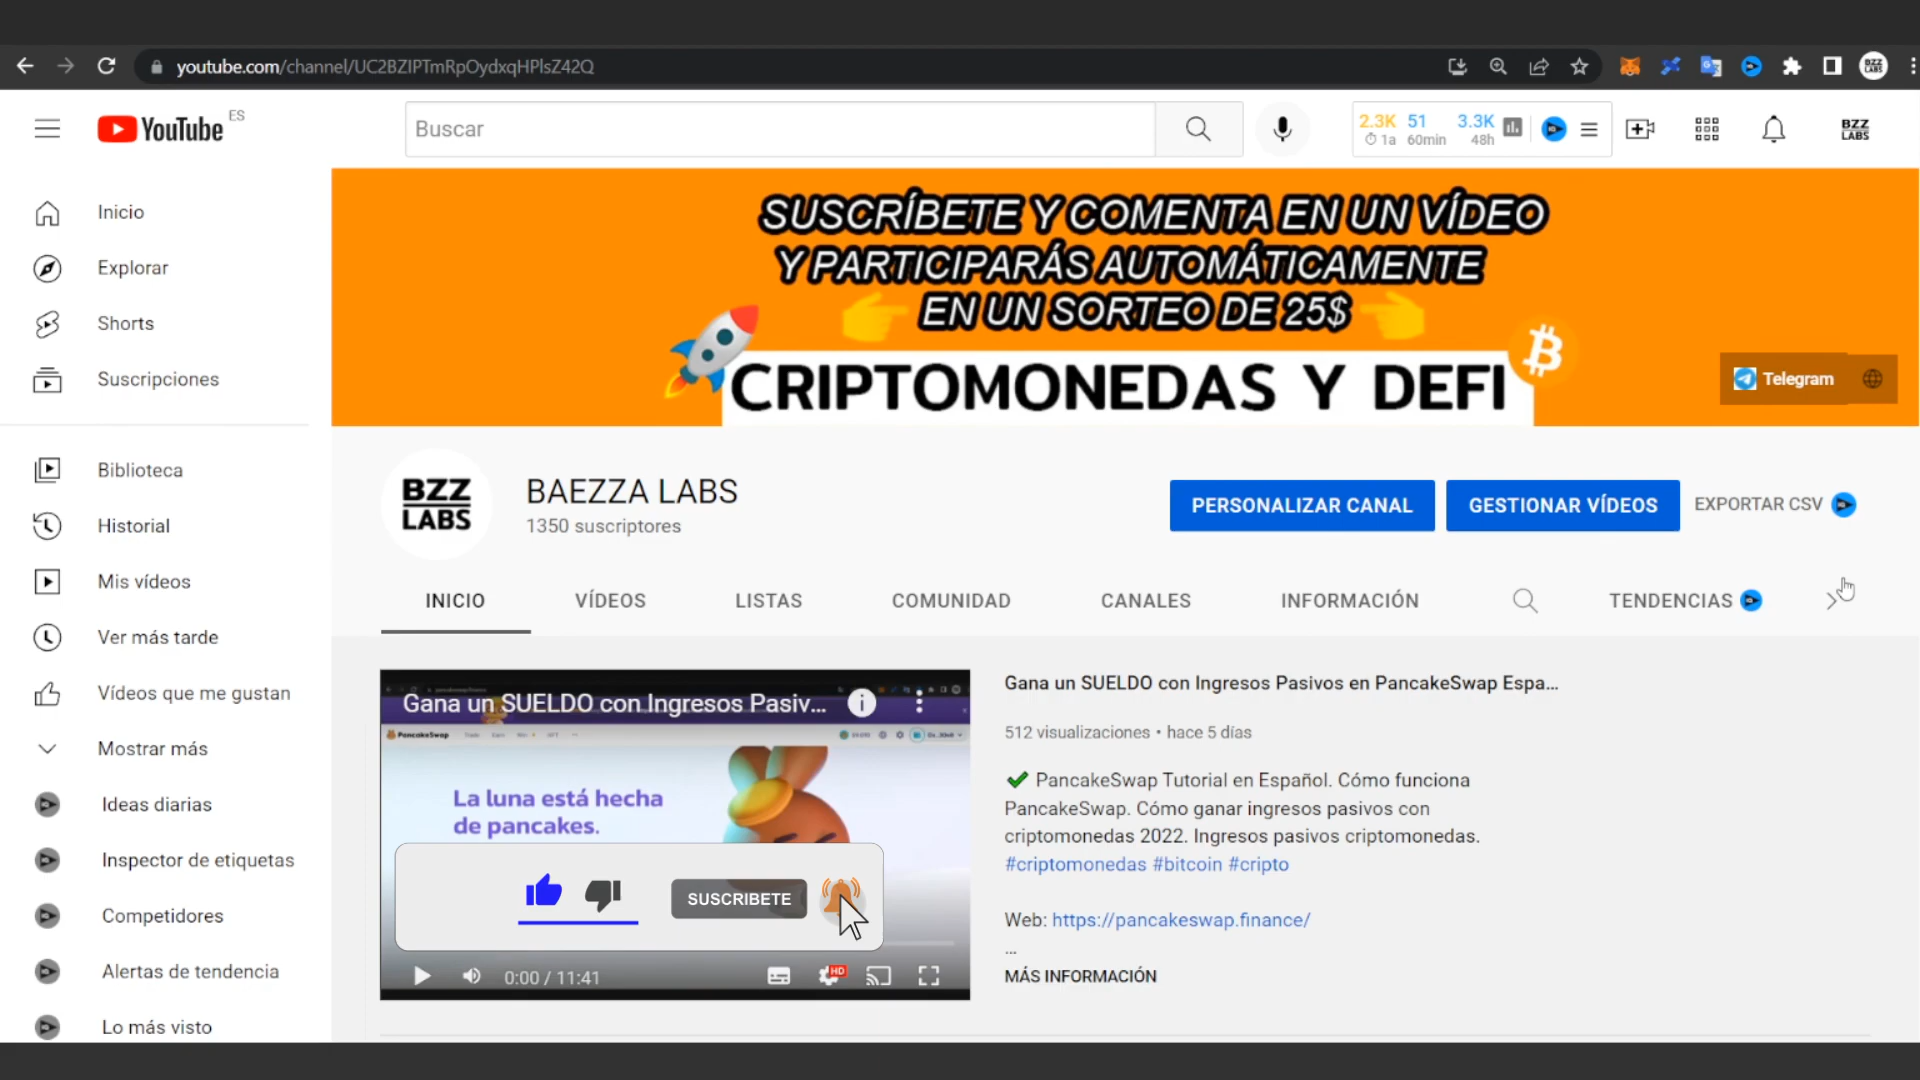 youtube.com/channel/UC2BZIPTmRpOydxqHPlsZ42Q
YouTube ES
Buscar
2.3K 51 3.3K
1a 60min 48h
BZZ LABS
Inicio
Explorar
Shorts
Suscripciones
Biblioteca
Historial
Mis vídeos
Ver más tarde
Vídeos que me gustan
Mostrar más
Ideas diarias
Inspector de etiquetas
Competidores
Alertas de tendencia
Lo más visto
SUSCRÍBETE Y COMENTA EN UN VÍDEO
Y PARTICIPARÁS AUTOMÁTICAMENTE
EN UN SORTEO DE 25$
CRIPTOMONEDAS Y DEFI
Telegram
BZZ
LABS
BAEZZA LABS
1350 suscriptores
PERSONALIZAR CANAL
GESTIONAR VÍDEOS
EXPORTAR CSV
INICIO VÍDEOS LISTAS COMUNIDAD CANALES INFORMACIÓN TENDENCIAS
Gana un SUELDO con Ingresos Pasiv...
PancakeSwap
La luna está hecha
de pancakes.
SUSCRIBETE
0:00 / 11:41
HD
Gana un SUELDO con Ingresos Pasivos en PancakeSwap Espa...
512 visualizaciones • hace 5 días
✔ PancakeSwap Tutorial en Español. Cómo funciona
PancakeSwap. Cómo ganar ingresos pasivos con
criptomonedas 2022. Ingresos pasivos criptomonedas.
#criptomonedas #bitcoin #cripto
Web: https://pancakeswap.finance/
...
MÁS INFORMACIÓN